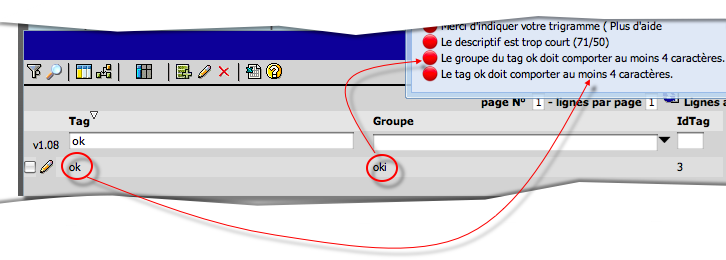 Merci d'indiquer votre trigramme ( Plus d'aide
Le descriptif est trop court (71/50)
Le groupe du tag ok doit comporter au moins 4 caractères.
Le tag ok doit comporter au moins 4 caractères.
page N° 1 - lignes par page 1 Lignes a
Tag Groupe IdTag
v1.08 ok
ok oki 3